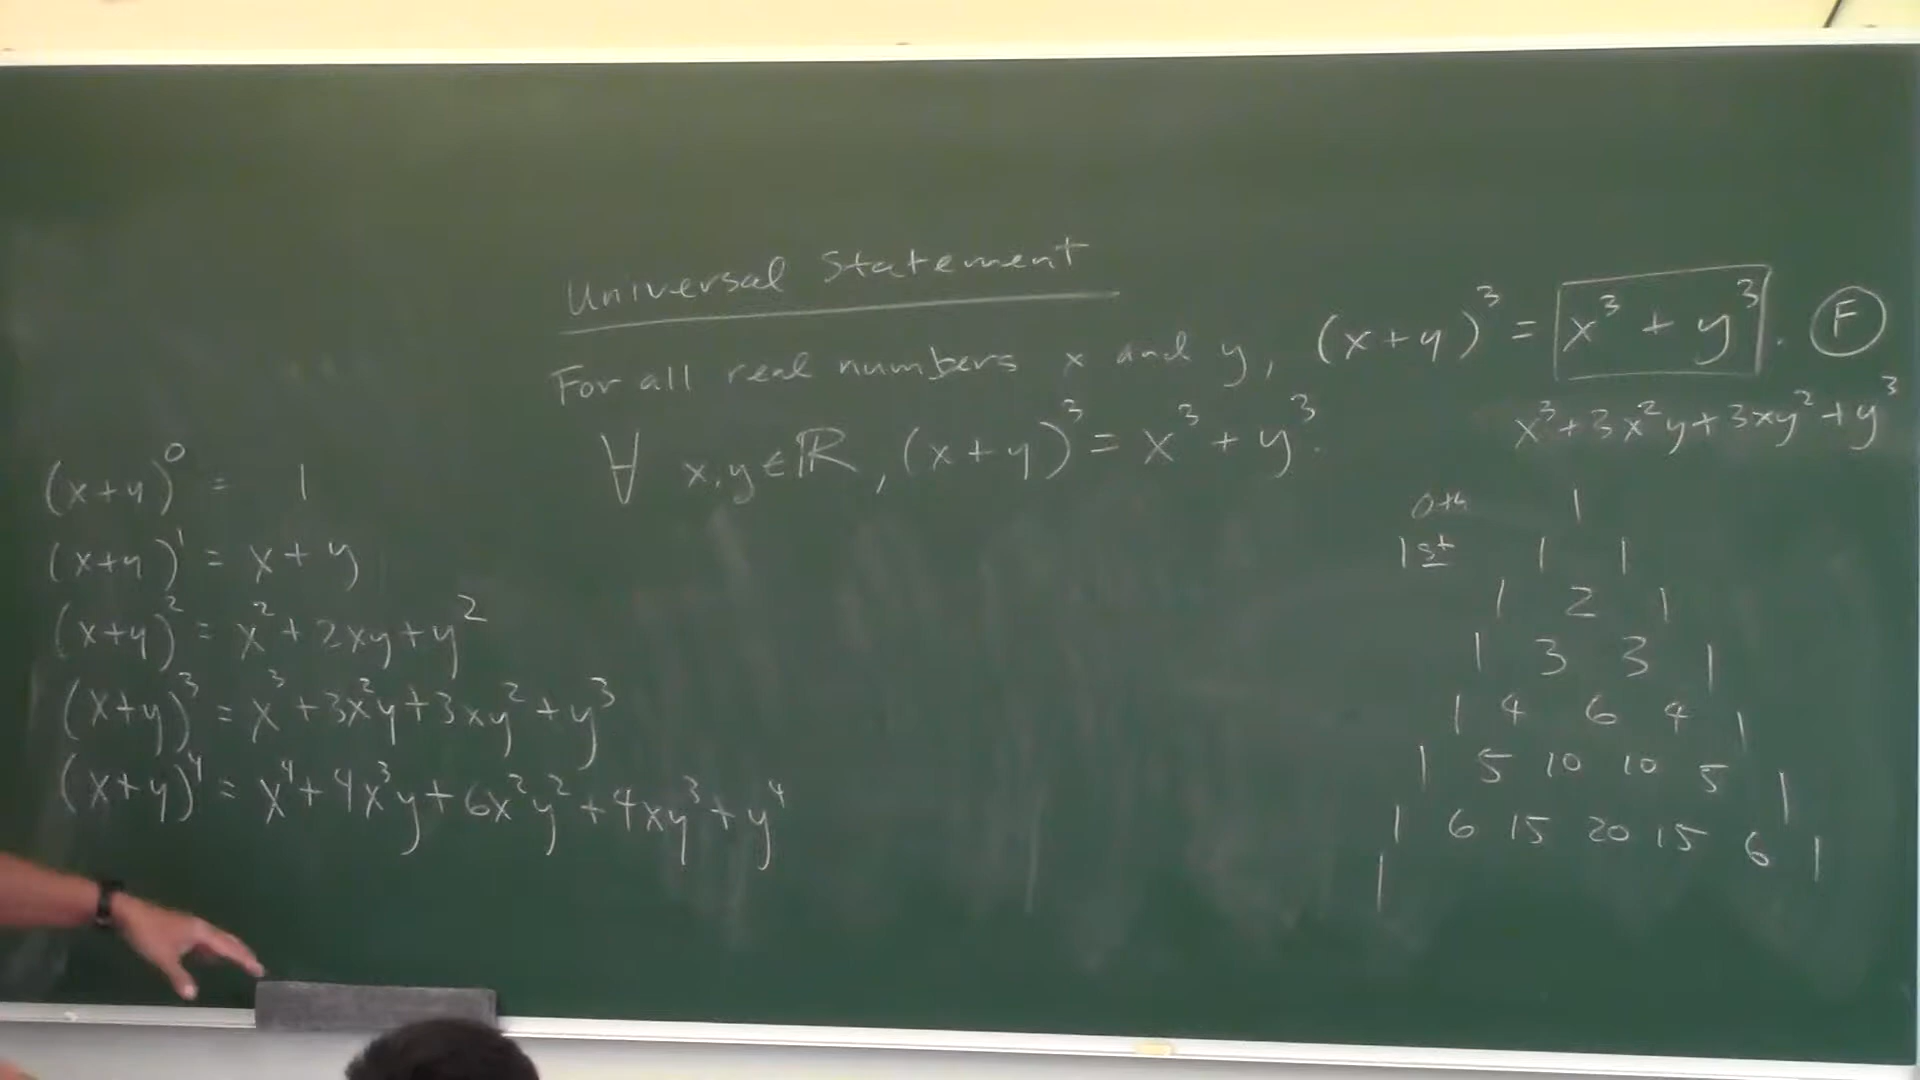 Universal Statement
For all real numbers x and y, (x+y)³ = x³ + y³. F
∀ x,y∈ℝ, (x+y)³ = x³ + y³.
x³+3x²y+3xy²+y³
(x+y)⁰ = 1
(x+y)¹ = x+y
(x+y)² = x²+2xy+y²
(x+y)³ = x³+3x²y+3xy²+y³
(x+y)⁴ = x⁴+4x³y+6x²y²+4xy³+y⁴
0th 1
1st 1 1
1 2 1
1 3 3 1
1 4 6 4 1
1 5 10 10 5 1
1 6 15 20 15 6 1
1